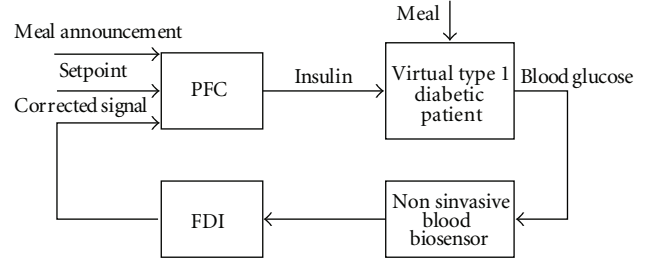 Meal
Meal announcement
Setpoint
Corrected signal
PFC
Insulin
Virtual type 1
diabetic
patient
Blood glucose
FDI
Non sinvasive
blood
biosensor